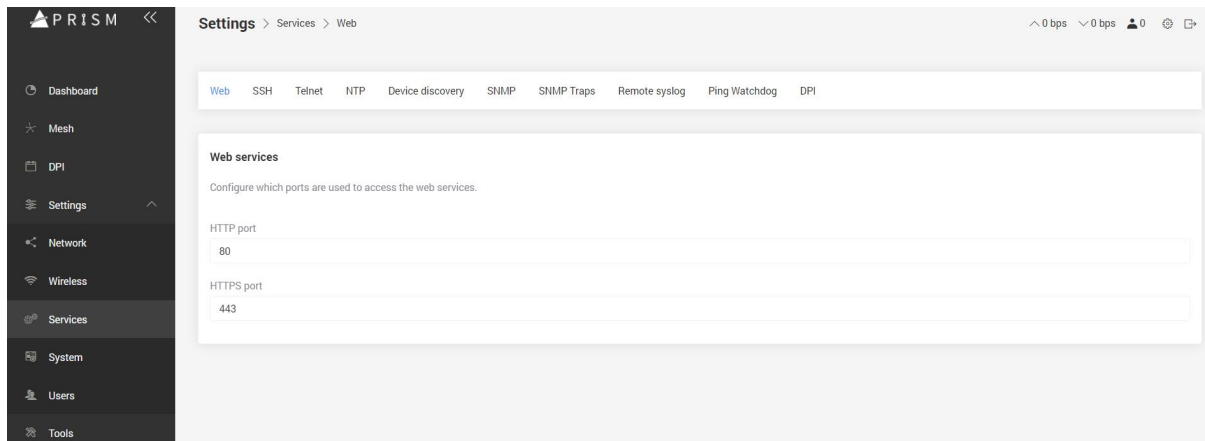 PRISM
Settings > Services > Web
0 bps 0 bps 0
Dashboard
Mesh
DPI
Settings
Network
Wireless
Services
System
Users
Tools
Web SSH Telnet NTP Device discovery SNMP SNMP Traps Remote syslog Ping Watchdog DPI
Web services
Configure which ports are used to access the web services.
HTTP port
80
HTTPS port
443